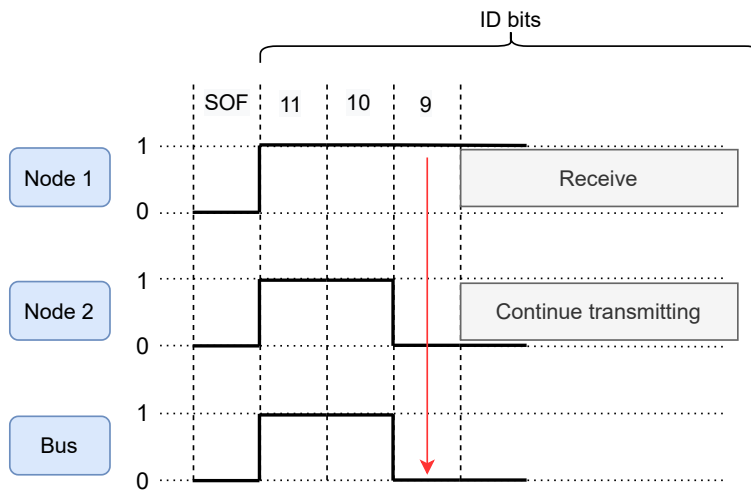 ID bits
SOF 11 10 9
1
Node 1
Receive
0
1
Node 2
Continue transmitting
0
1
Bus
0